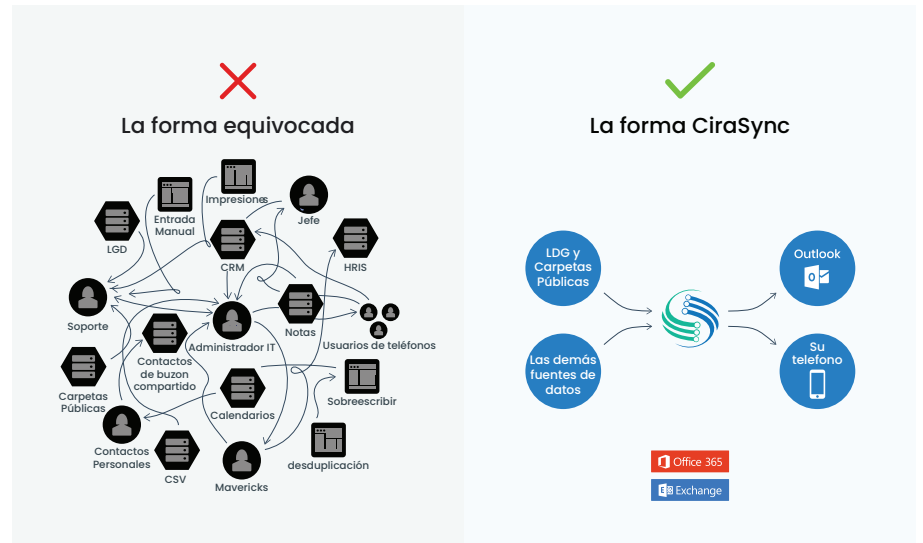 La forma equivocada
Impresiones
Entrada
Manual
Jefe
LGD
CRM
HRIS
Soporte
Notas
Administrador IT
Usuarios de teléfonos
Contactos
de buzon
compartido
Carpetas
Públicas
Sobreescribir
Calendarios
Contactos
Personales
desduplicación
CSV
Mavericks
La forma CiraSync
LDG y
Carpetas
Públicas
Outlook
Las demás
fuentes de
datos
Su
telefono
Office 365
Exchange